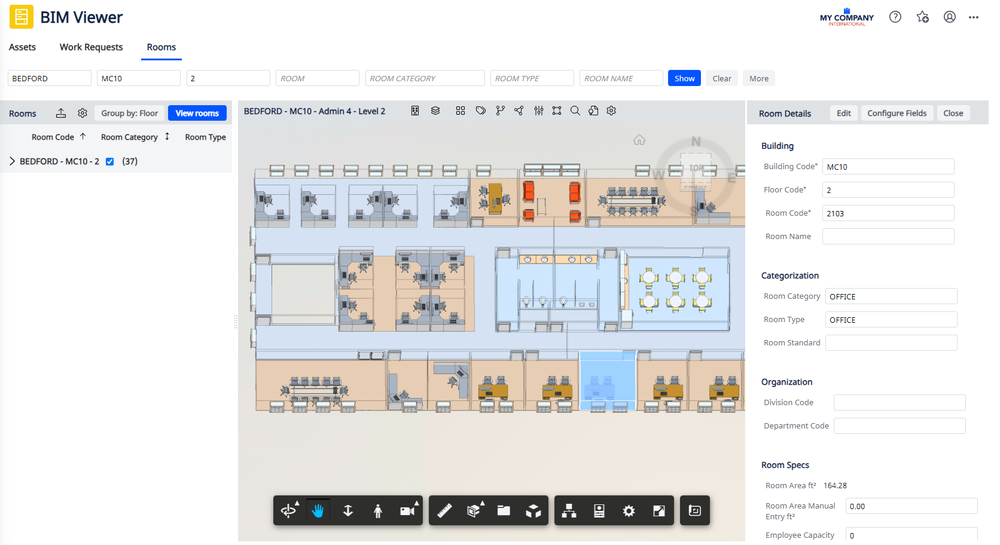 BIM Viewer
MY COMPANY
INTERNATIONAL
Assets Work Requests Rooms
BEDFORD MC10 2 ROOM ROOM CATEGORY ROOM TYPE ROOM NAME Show Clear More
Rooms Group by: Floor View rooms
BEDFORD - MC10 - Admin 4 - Level 2
Room Details Edit Configure Fields Close
Room Code Room Category Room Type
BEDFORD - MC10 - 2 (37)
N
W TOP E
S
Building
Building Code* MC10
Floor Code* 2
Room Code* 2103
Room Name
Categorization
Room Category OFFICE
Room Type OFFICE
Room Standard
Organization
Division Code
Department Code
Room Specs
Room Area ft² 164.28
Room Area Manual
Entry ft² 0.00
Employee Capacity 0